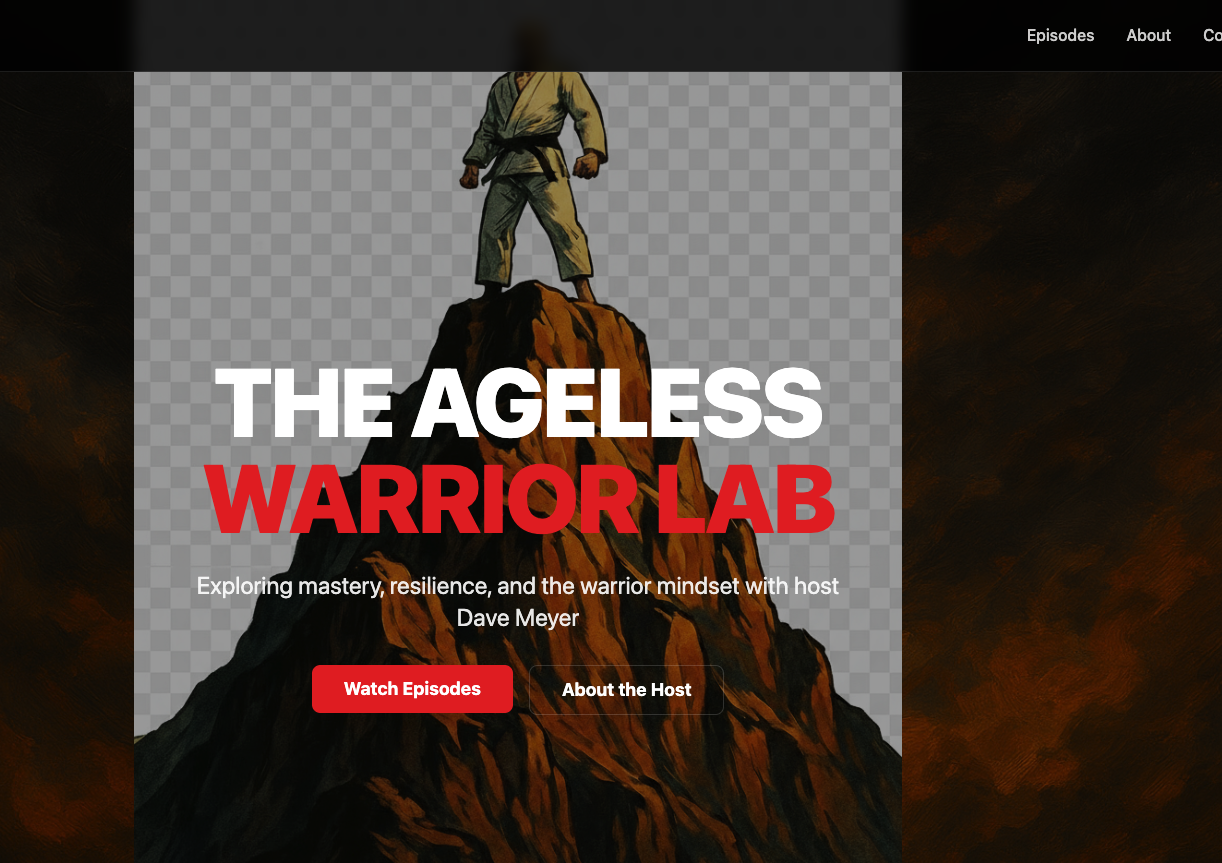 Episodes About
THE AGELESS
WARRIOR LAB
Exploring mastery, resilience, and the warrior mindset with host
Dave Meyer
Watch Episodes About the Host